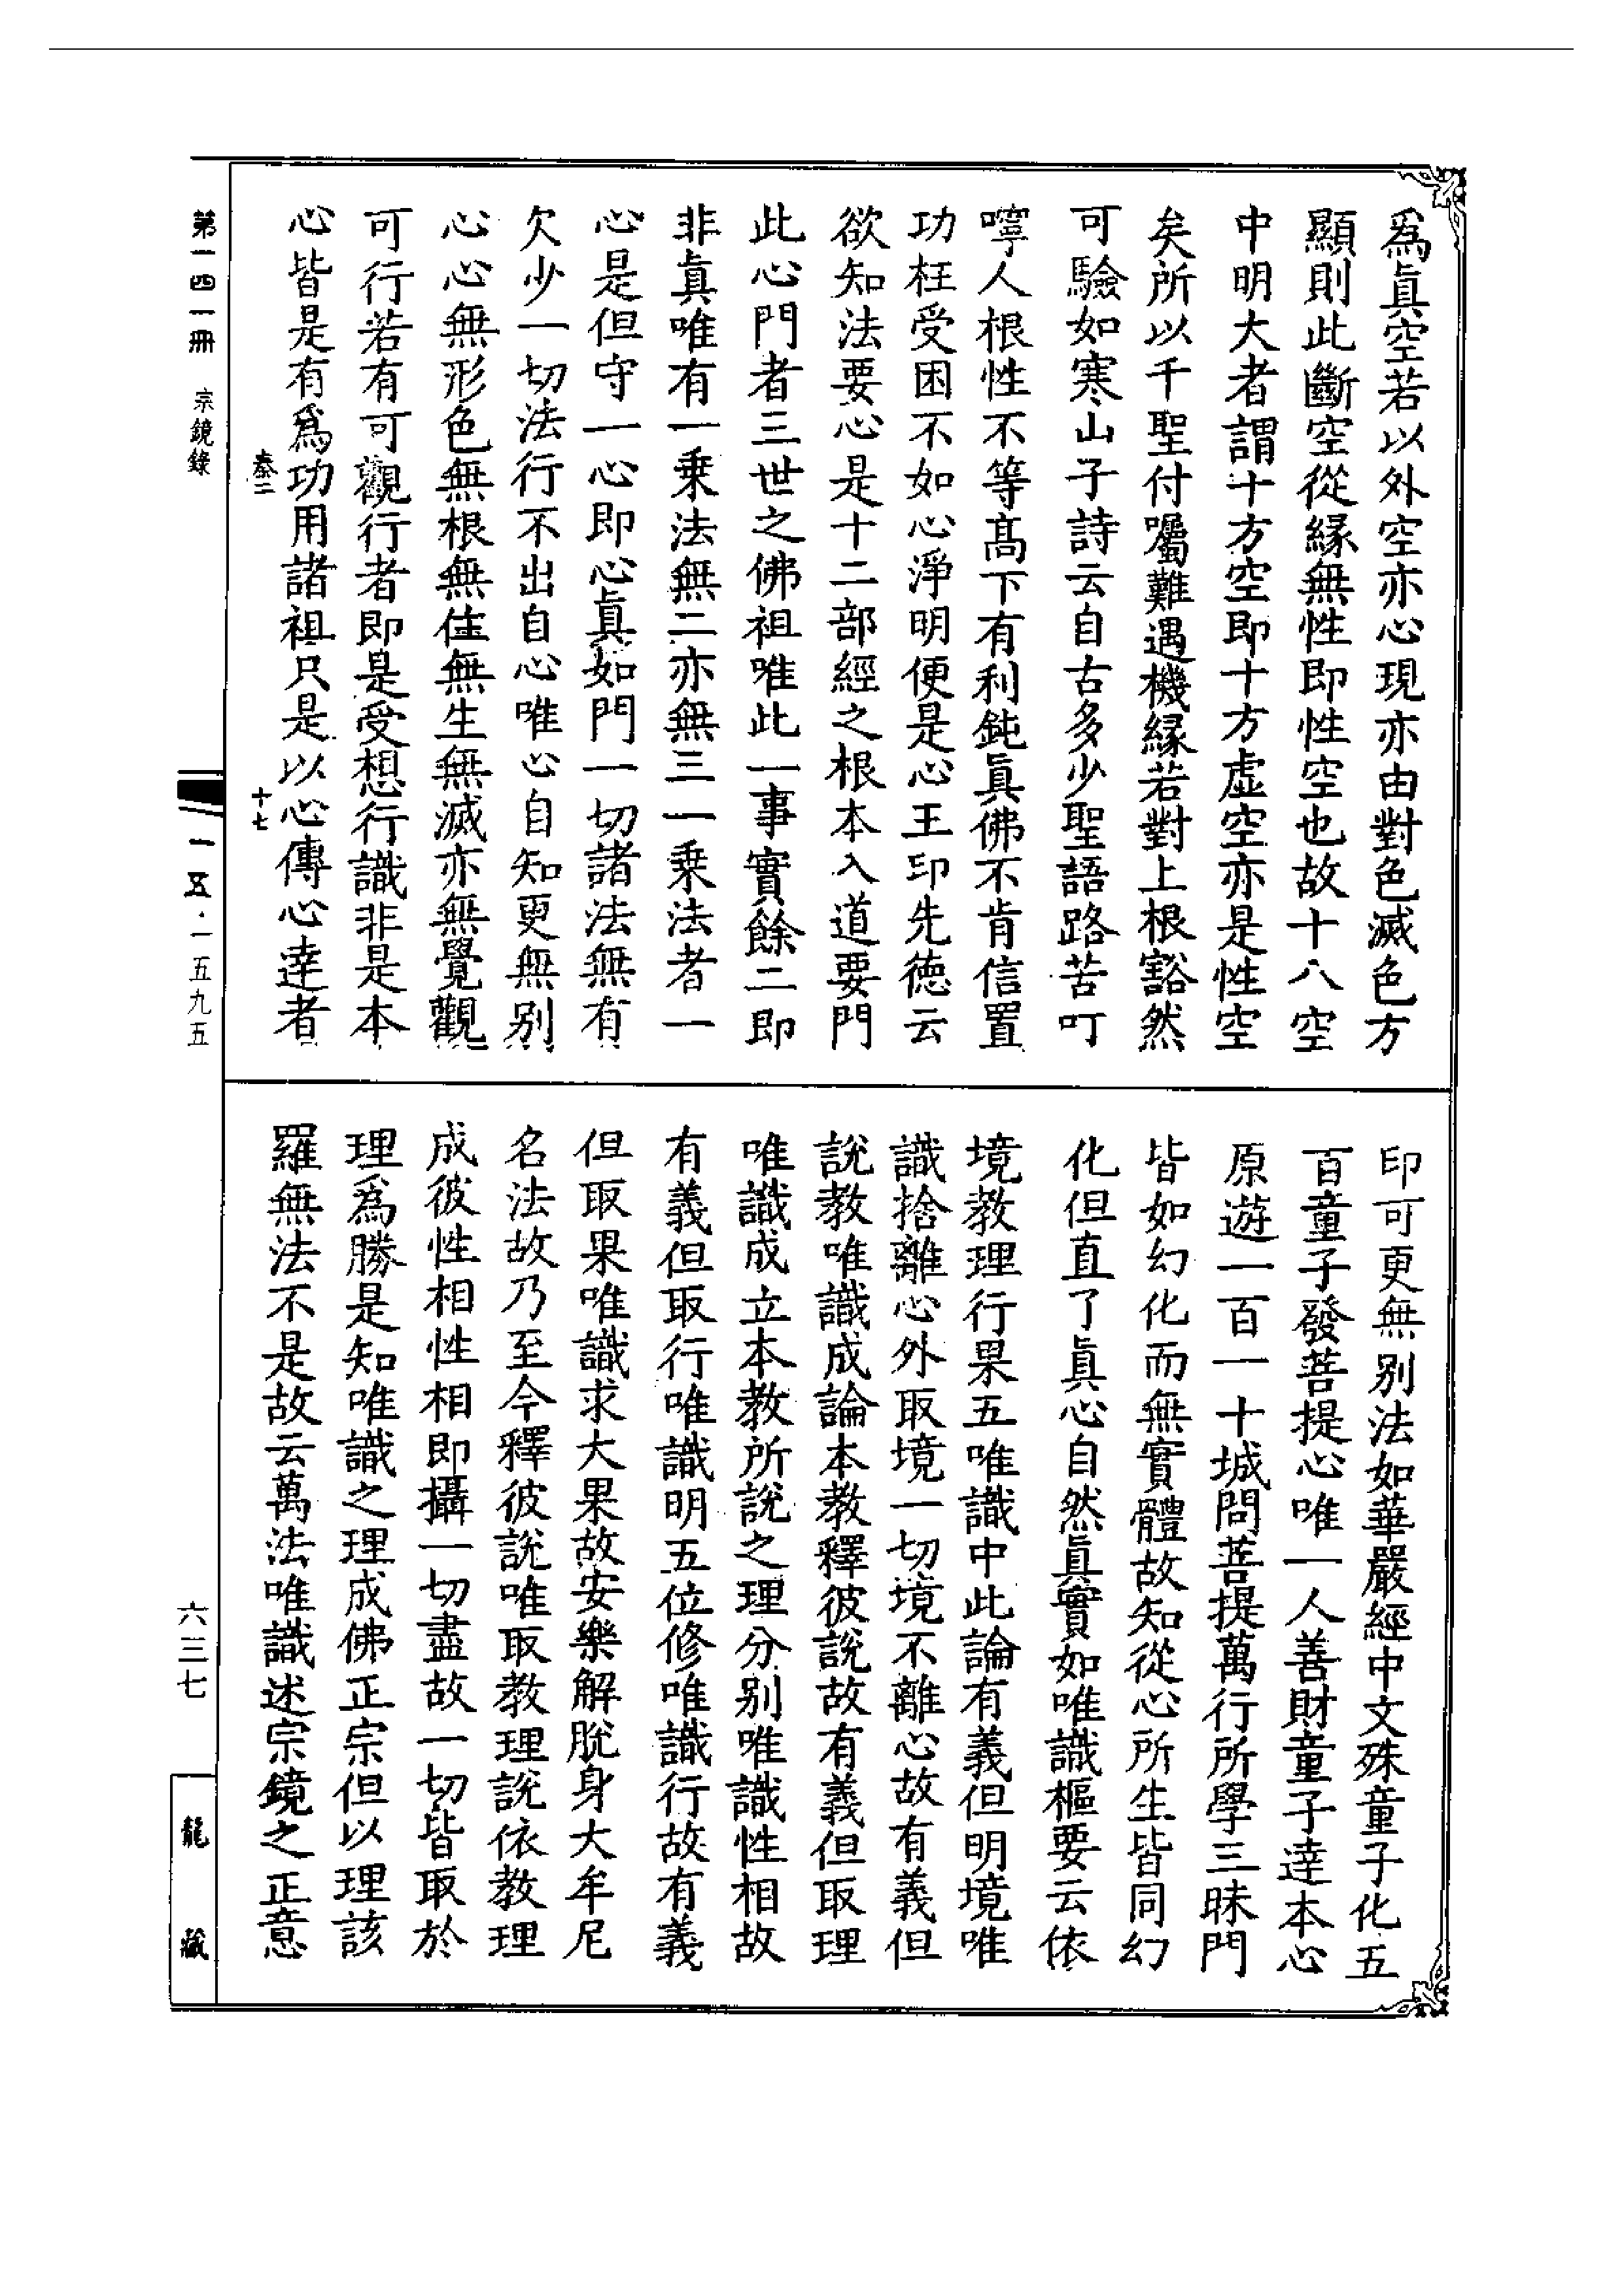 爲眞空若以外空亦心現亦由對色滅色方
顯則此斷空從緣無性即性空也故十八空
中明大者謂十方空即十方虛空亦是性空
矣所以千聖付囑難遇機緣若對上根豁然
可驗如寒山子詩云自古多少聖語路苦叮
嚀人根性不等髙下有利鈍眞佛不肯信置
功枉受困不如心淨明便是心王印先德云
欲知法要心是十二部經之根本入道要門
此心門者三世之佛祖唯此一事實餘二即
非眞唯有一乗法無二亦無三一乗法者一
心是但守一心即心眞如門一切諸法無有
欠少一切法行不出自心唯心自知更無別
心心無形色無根無住無生無滅亦無覺觀
可行若有可觀行者即是受想行識非是本
心皆是有爲功用諸祖只是以心傳心達者
印可更無別法如華嚴經中文殊童子化五
百童子發菩提心唯一人善財童子達本心
原遊一百一十城問菩提萬行所學三昧門
皆如幻化而無實體故知從心所生皆同幻
化但直了眞心自然眞實如唯識樞要云依
境教理行果五唯識中此論有義但明境唯
識捨離心外取境一切境不離心故有義但
說教唯識成論本教釋彼說故有義但取理
唯識成立本教所說之理分別唯識性相故
有義但取行唯識明五位修唯識行故有義
但取果唯識求大果故安樂解脫身大牟尼
名法故乃至今釋彼說唯取教理說依教理
成彼性相性相即攝一切盡故一切皆取於
理爲勝是知唯識之理成佛正宗但以理該
羅無法不是故云萬法唯識述宗鏡之正意
秦二
十七
第一四一冊 宗鏡錄
一五·一五九五
六三七
龍藏